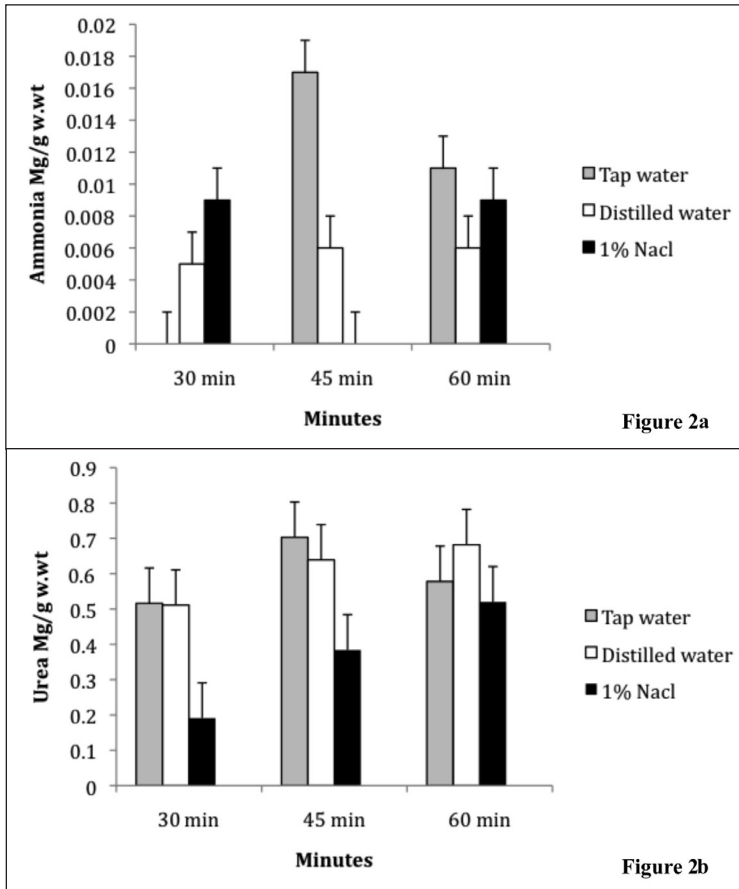 0.02
0.018
0.016
0.014
0.012
0.01
0.008
0.006
0.004
0.002
0
Ammonia Mg/g w.wt
Tap water
Distilled water
1% Nacl
30 min 45 min 60 min
Minutes
Figure 2a
0.9
0.8
0.7
0.6
0.5
0.4
0.3
0.2
0.1
0
Urea Mg/g w.wt
Tap water
Distilled water
1% Nacl
30 min 45 min 60 min
Minutes
Figure 2b